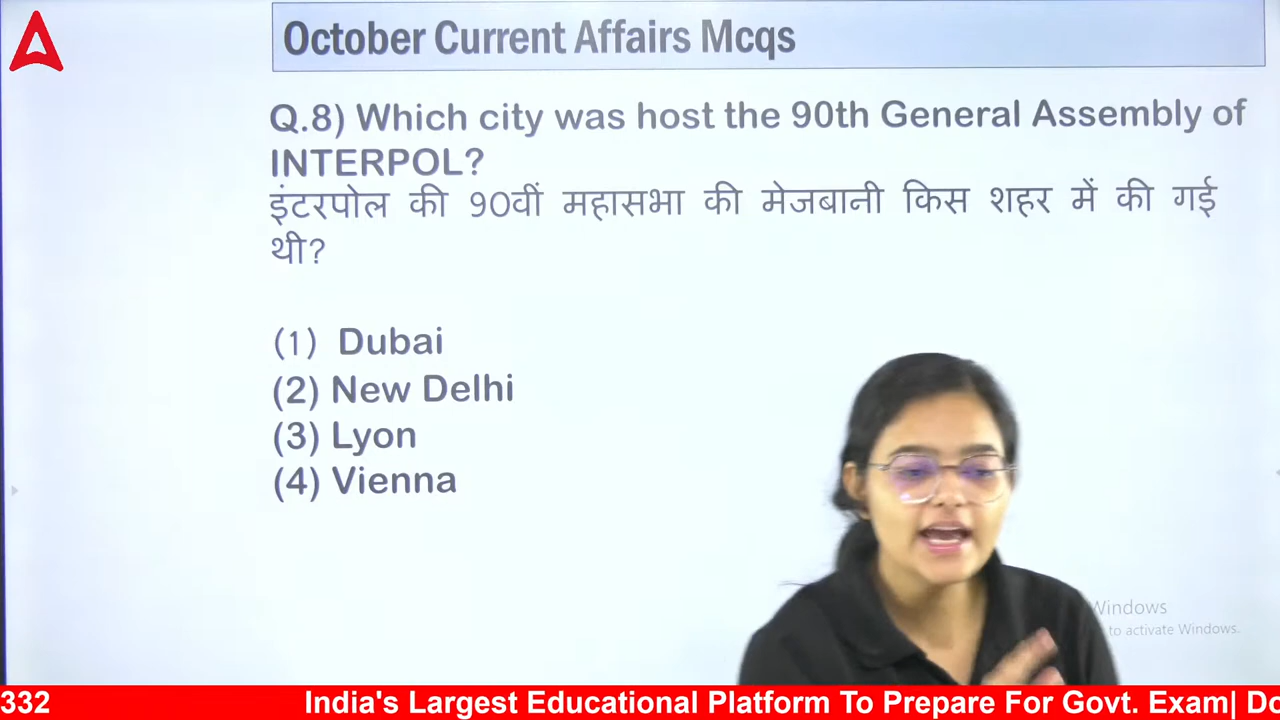 October Current Affairs Mcqs
Q.8) Which city was host the 90th General Assembly of
INTERPOL?
इंटरपोल की 90वीं महासभा की मेजबानी किस शहर में की गई
थी?
(1) Dubai
(2) New Delhi
(3) Lyon
(4) Vienna
Windows
to activate Windows.
332 India's Largest Educational Platform To Prepare For Govt. Exam| Do